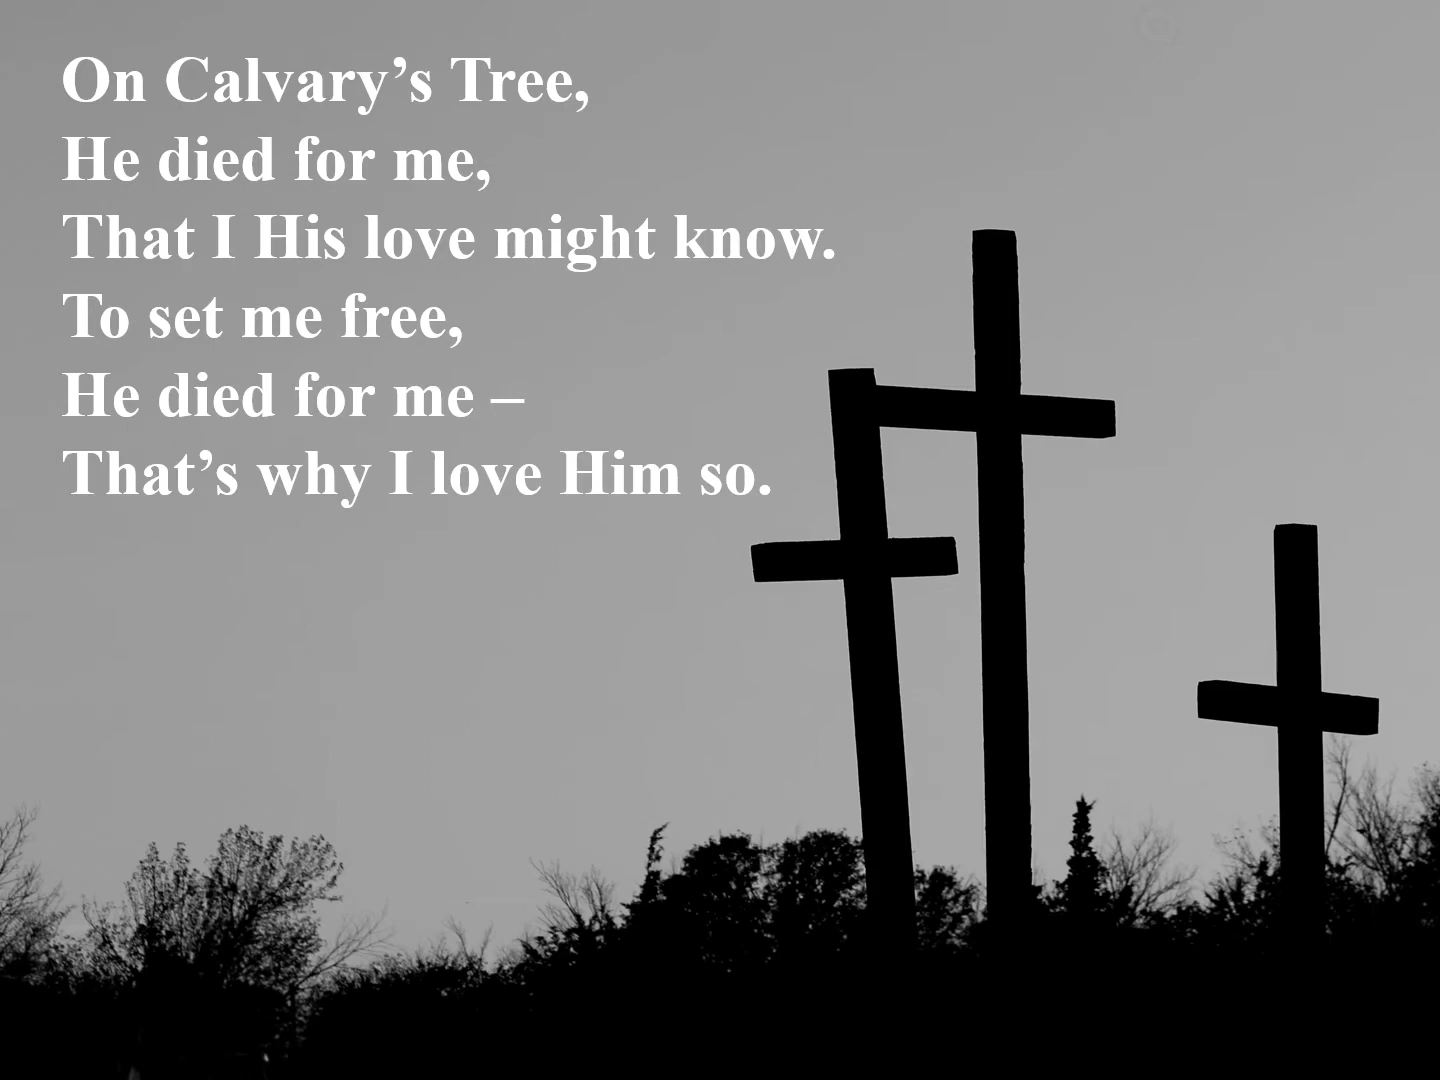 On Calvary’s Tree,
He died for me,
That I His love might know.
To set me free,
He died for me –
That’s why I love Him so.